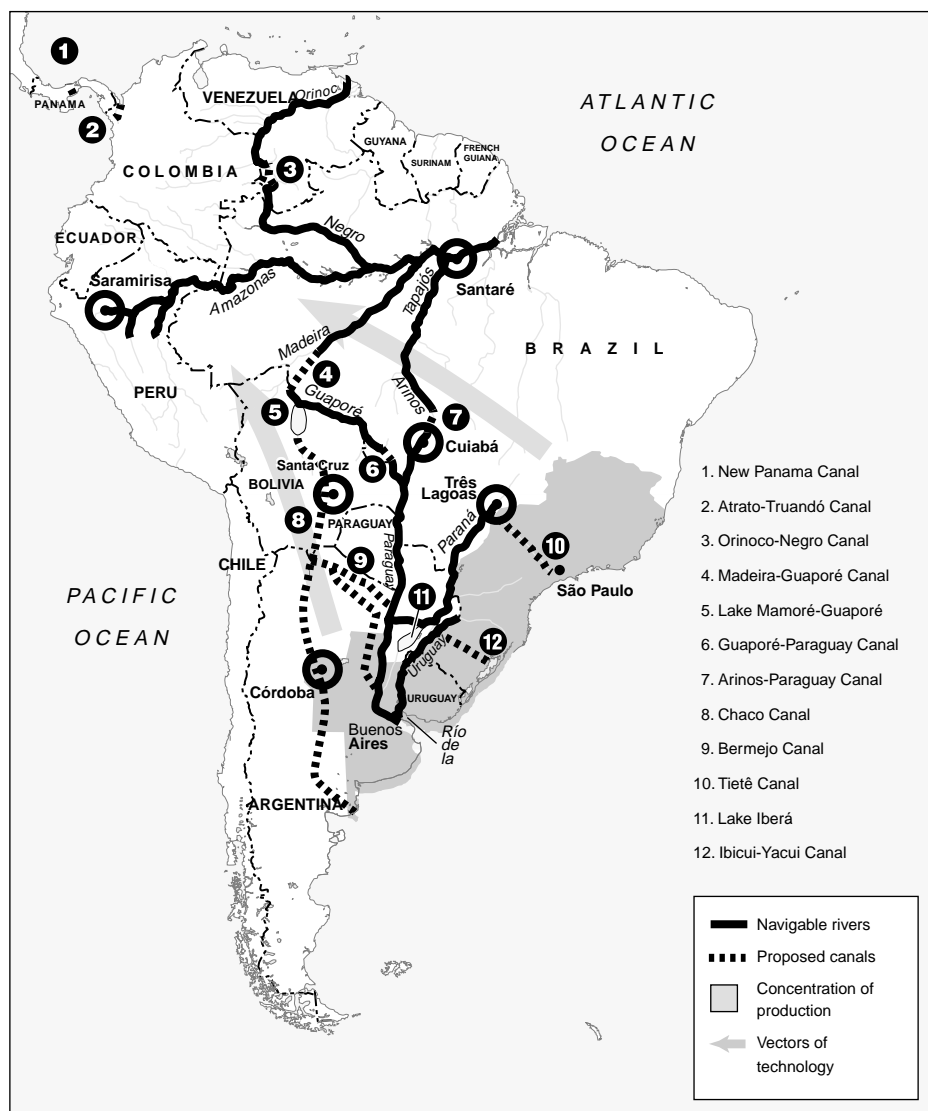 1
PANAMA
2
VENEZUELA
Orinoc
ATLANTIC
OCEAN
GUYANA
SURINAM
FRENCH
GUIANA
COLOMBIA
3
ECUADOR
Negro
Saramirisa
Amazonas
Santaré
Tapajós
Madeira
BRAZIL
PERU
4
Arinos
5
Guaporé
7
Cuiabá
6
Santa Cruz
BOLIVIA
Três
Lagoas
8
PARAGUAY
Paraná
CHILE
9
Paraguay
10
São Paulo
PACIFIC
OCEAN
11
12
Uruguay
Córdoba
URUGUAY
Buenos
Aires
Río
de
la
ARGENTINA
1. New Panama Canal
2. Atrato-Truandó Canal
3. Orinoco-Negro Canal
4. Madeira-Guaporé Canal
5. Lake Mamoré-Guaporé
6. Guaporé-Paraguay Canal
7. Arinos-Paraguay Canal
8. Chaco Canal
9. Bermejo Canal
10. Tietê Canal
11. Lake Iberá
12. Ibicui-Yacui Canal
Navigable rivers
Proposed canals
Concentration of
production
Vectors of
technology